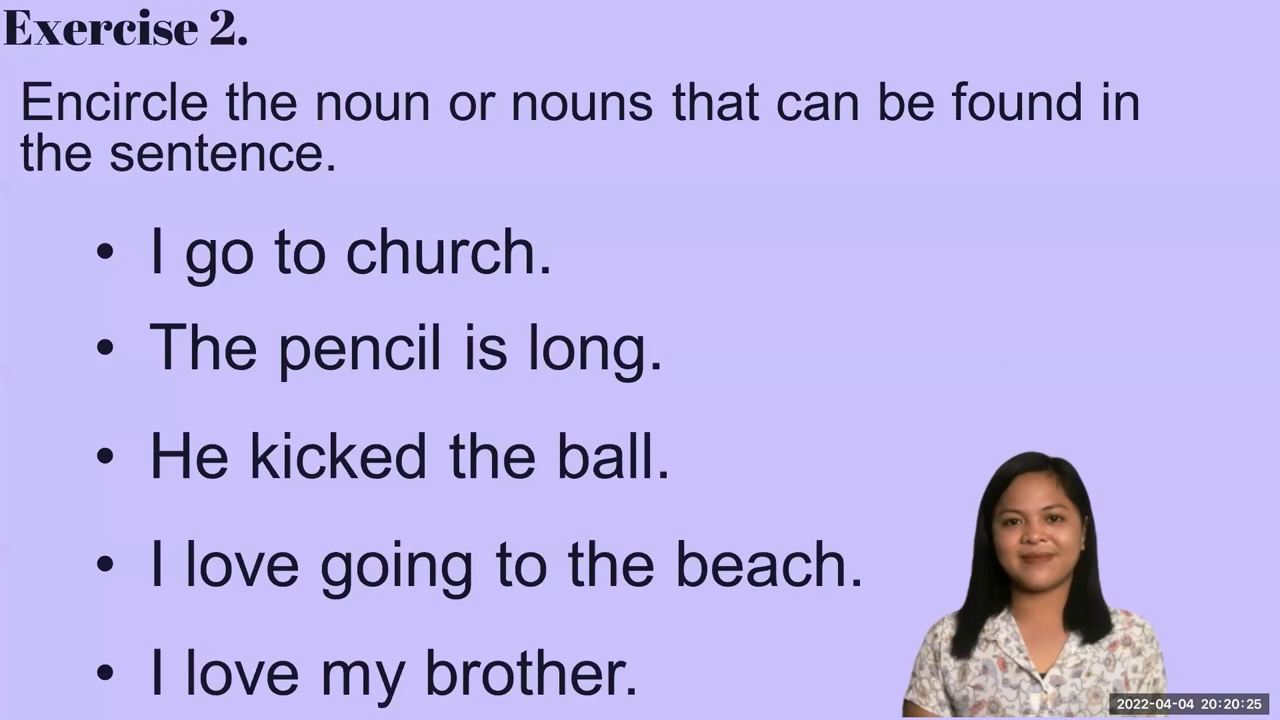 Exercise 2.
Encircle the noun or nouns that can be found in
the sentence.
• I go to church.
• The pencil is long.
• He kicked the ball.
• I love going to the beach.
• I love my brother.
2022-04-04 20:20:25